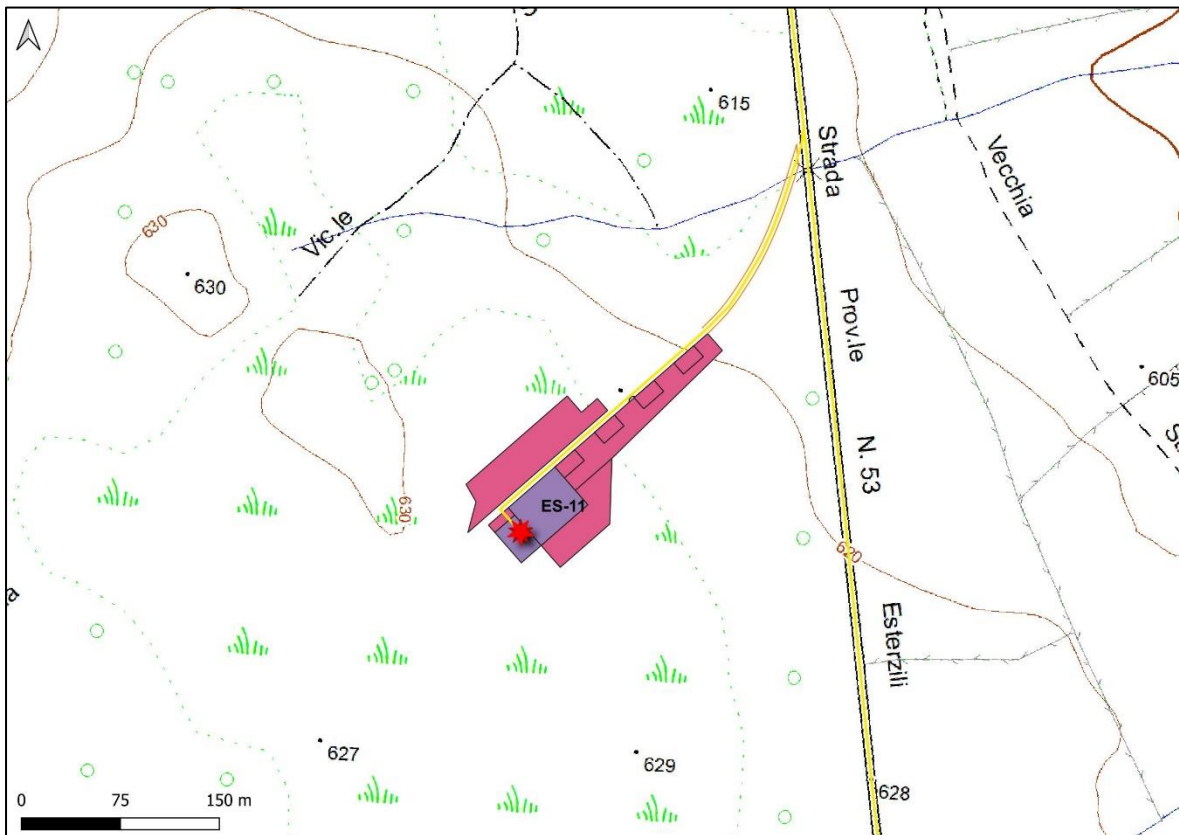 615
Strada
Vecchia
Vic.le
630
630
Prov.le
605
N. 53
630
ES-11
620
Esterzili
627
629
628
0 75 150 m